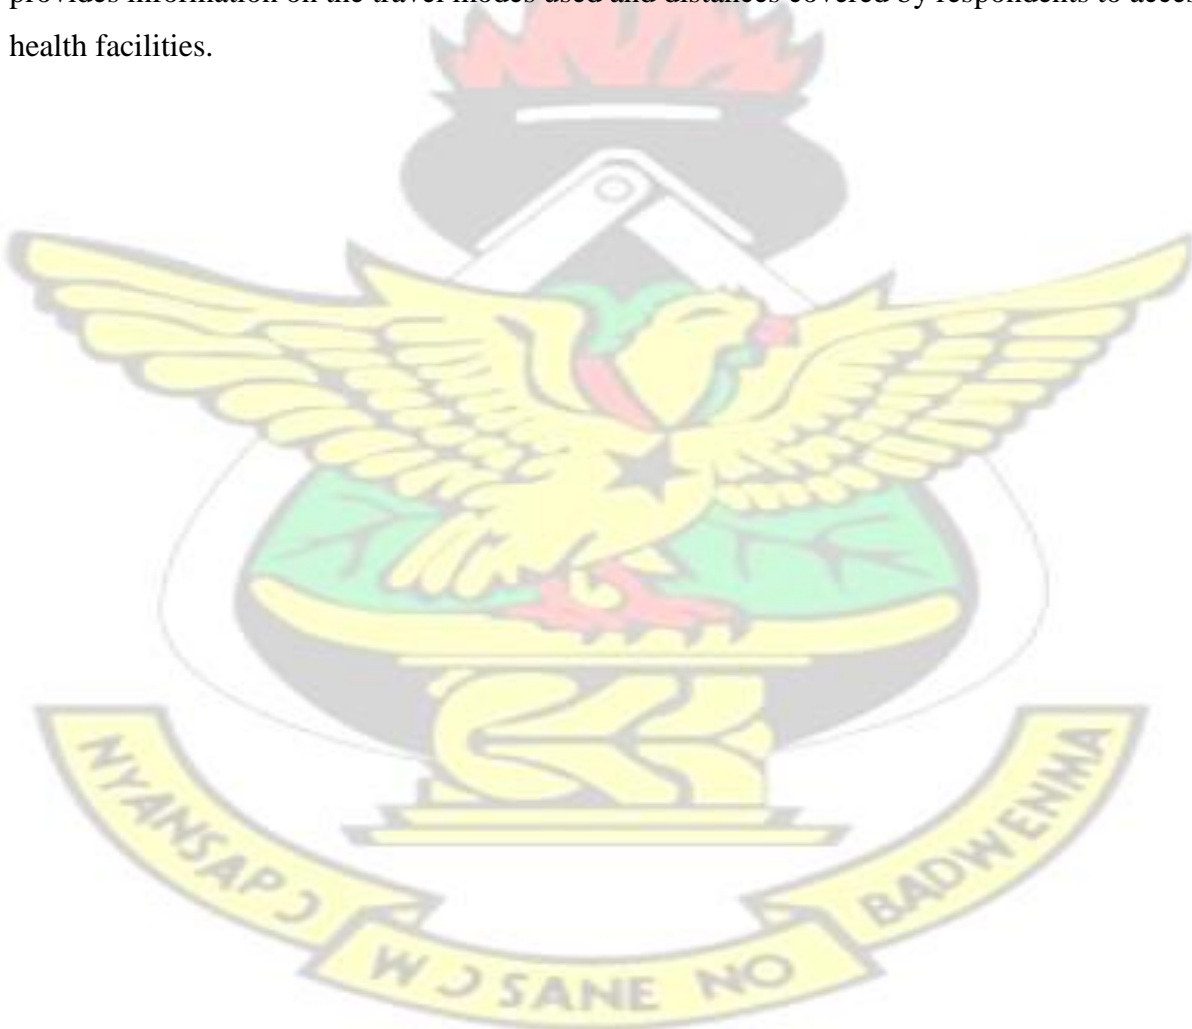 provides information on the travel modes used and distances covered by respondents to acces
health facilities.
NYANSAPƆ
WƆSANE NO
BADWENMA